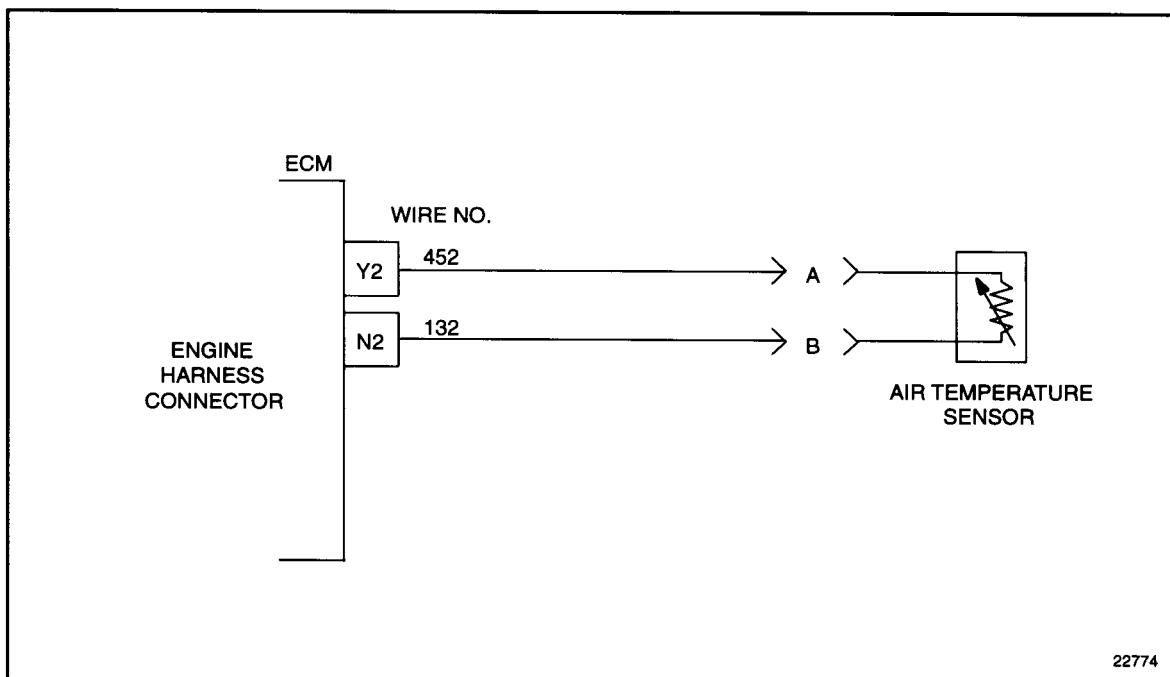 ECM
WIRE NO.
Y2
452
A
N2
132
B
ENGINE
HARNESS
CONNECTOR
AIR TEMPERATURE
SENSOR
22774